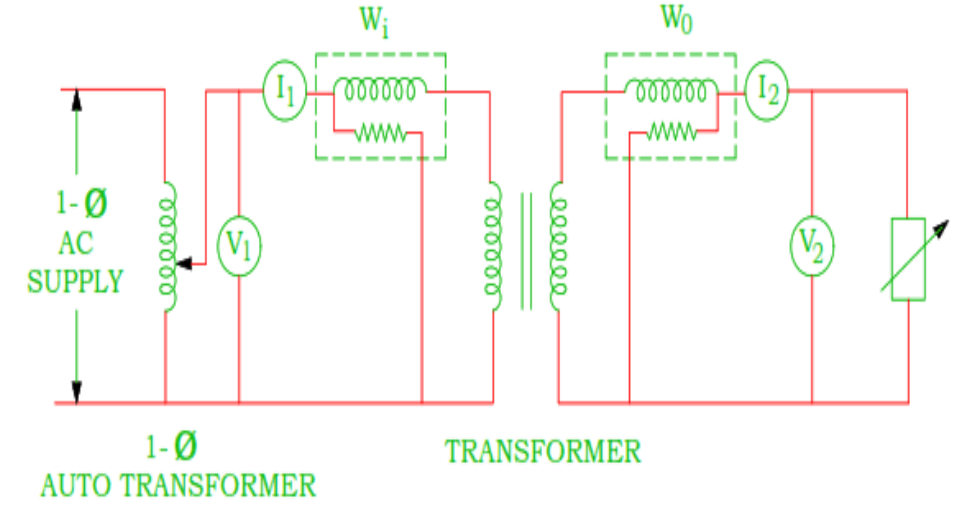 Wi
W0
I1
I2
1-Ø
AC
SUPPLY
V1
V2
1-Ø
AUTO TRANSFORMER
TRANSFORMER